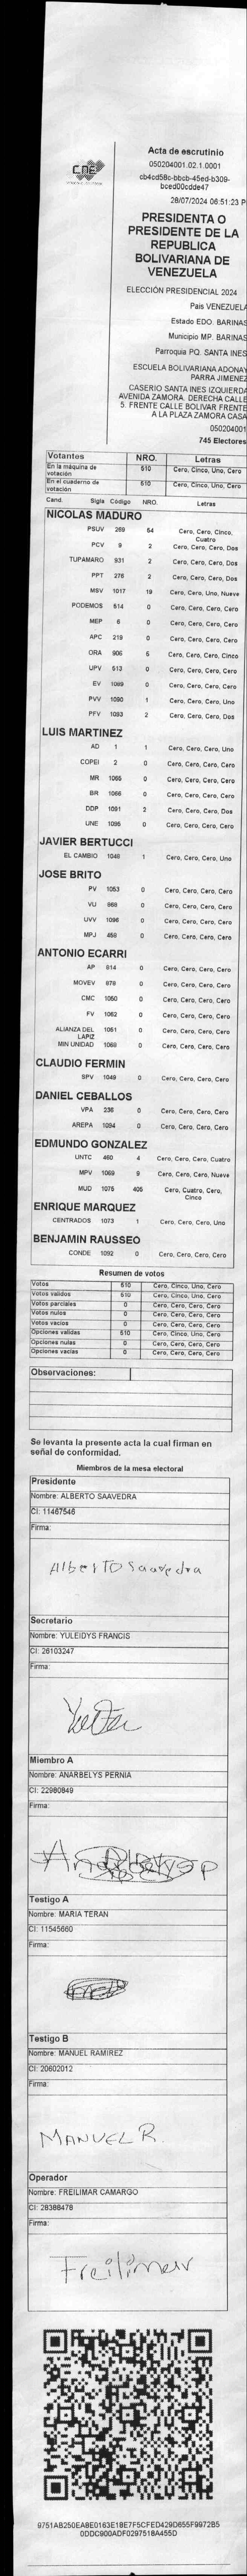 CNE
Acta de escrutinio
050204001.02.1.0001
cb4cd58c-bbcb-45ed-b309-
bced00cdde47
28/07/2024 06:51:23 P
PRESIDENTA O
PRESIDENTE DE LA
REPUBLICA
BOLIVARIANA DE
VENEZUELA
ELECCIÓN PRESIDENCIAL 2024
Pais VENEZUELA
Estado EDO. BARINAS
Municipio MP. BARINAS
Parroquia PQ. SANTA INES
ESCUELA BOLIVARIANA ADONAY
PARRA JIMENEZ
CASERIO SANTA INES IZQUIERDA
AVENIDA ZAMORA. DERECHA CALLE
5. FRENTE CALLE BOLIVAR FRENTE
A LA PLAZA ZAMORA CASA
050204001
745 Electores
Votantes NRO. Letras
En la máquina de votación 510 Cero, Cinco, Uno, Cero
En el cuaderno de votación 510 Cero, Cinco, Uno, Cero
Cand. Sigla Código NRO. Letras
NICOLAS MADURO
PSUV 269 54 Cero, Cero, Cinco, Cuatro
PCV 9 2 Cero, Cero, Cero, Dos
TUPAMARO 931 2 Cero, Cero, Cero, Dos
PPT 276 2 Cero, Cero, Cero, Dos
MSV 1017 19 Cero, Cero, Uno, Nueve
PODEMOS 514 0 Cero, Cero, Cero, Cero
MEP 6 0 Cero, Cero, Cero, Cero
APC 219 0 Cero, Cero, Cero, Cero
ORA 906 5 Cero, Cero, Cero, Cinco
UPV 513 0 Cero, Cero, Cero, Cero
EV 1089 0 Cero, Cero, Cero, Cero
PVV 1090 1 Cero, Cero, Cero, Uno
PFV 1093 2 Cero, Cero, Cero, Dos
LUIS MARTINEZ
AD 1 1 Cero, Cero, Cero, Uno
COPEI 2 0 Cero, Cero, Cero, Cero
MR 1065 0 Cero, Cero, Cero, Cero
BR 1066 0 Cero, Cero, Cero, Cero
DDP 1091 2 Cero, Cero, Cero, Dos
UNE 1095 0 Cero, Cero, Cero, Cero
JAVIER BERTUCCI
EL CAMBIO 1048 1 Cero, Cero, Cero, Uno
JOSE BRITO
PV 1053 0 Cero, Cero, Cero, Cero
VU 868 0 Cero, Cero, Cero, Cero
UVV 1096 0 Cero, Cero, Cero, Cero
MPJ 458 0 Cero, Cero, Cero, Cero
ANTONIO ECARRI
AP 814 0 Cero, Cero, Cero, Cero
MOVEV 878 0 Cero, Cero, Cero, Cero
CMC 1050 0 Cero, Cero, Cero, Cero
FV 1062 0 Cero, Cero, Cero, Cero
ALIANZA DEL LAPIZ 1051 0 Cero, Cero, Cero, Cero
MIN UNIDAD 1068 0 Cero, Cero, Cero, Cero
CLAUDIO FERMIN
SPV 1049 0 Cero, Cero, Cero, Cero
DANIEL CEBALLOS
VPA 236 0 Cero, Cero, Cero, Cero
AREPA 1094 0 Cero, Cero, Cero, Cero
EDMUNDO GONZALEZ
UNTC 460 4 Cero, Cero, Cero, Cuatro
MPV 1069 9 Cero, Cero, Cero, Nueve
MUD 1075 405 Cero, Cuatro, Cero, Cinco
ENRIQUE MARQUEZ
CENTRADOS 1073 1 Cero, Cero, Cero, Uno
BENJAMIN RAUSSEO
CONDE 1092 0 Cero, Cero, Cero, Cero
Resumen de votos
Votos 510 Cero, Cinco, Uno, Cero
Votos validos 510 Cero, Cinco, Uno, Cero
Votos parciales 0 Cero, Cero, Cero, Cero
Votos nulos 0 Cero, Cero, Cero, Cero
Votos vacíos 0 Cero, Cero, Cero, Cero
Opciones validas 510 Cero, Cinco, Uno, Cero
Opciones nulas 0 Cero, Cero, Cero, Cero
Opciones vacías 0 Cero, Cero, Cero, Cero
Observaciones:
Se levanta la presente acta la cual firman en
señal de conformidad.
Miembros de la mesa electoral
Presidente
Nombre: ALBERTO SAAVEDRA
CI: 11467546
Firma:
Alberto Saavedra
Secretario
Nombre: YULEIDYS FRANCIS
CI: 26103247
Firma:
Miembro A
Nombre: ANARBELYS PERNIA
CI: 22980849
Firma:
Anarbelys p
Testigo A
Nombre: MARIA TERAN
CI: 11545660
Firma:
Testigo B
Nombre: MANUEL RAMIREZ
CI: 20602012
Firma:
MANUEL R.
Operador
Nombre: FREILIMAR CAMARGO
CI: 28388478
Firma:
Freilimar
9751AB250EA8E0163E18E7F5CFED429D655F9972B5
0DDC900ADF0297518A455D